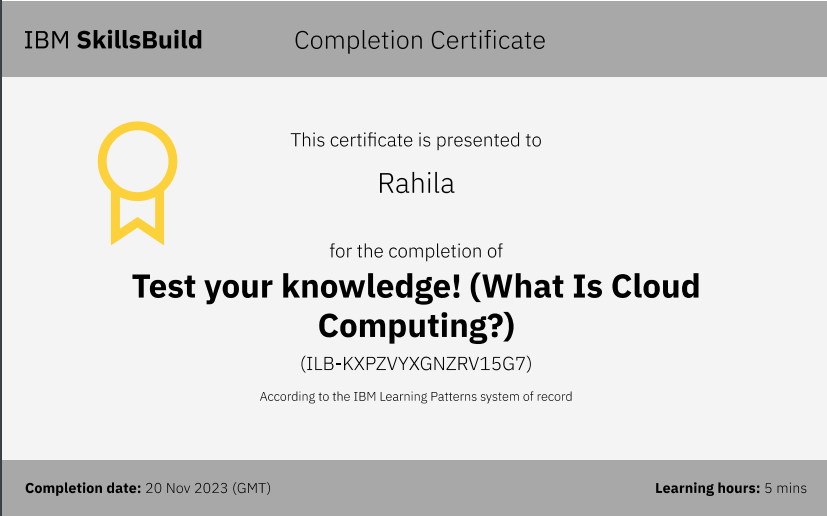 IBM SkillsBuild
Completion Certificate
This certificate is presented to
Rahila
for the completion of
Test your knowledge! (What Is Cloud
Computing?)
(ILB-KXPZVYXGNZRV15G7)
According to the IBM Learning Patterns system of record
Completion date: 20 Nov 2023 (GMT)
Learning hours: 5 mins